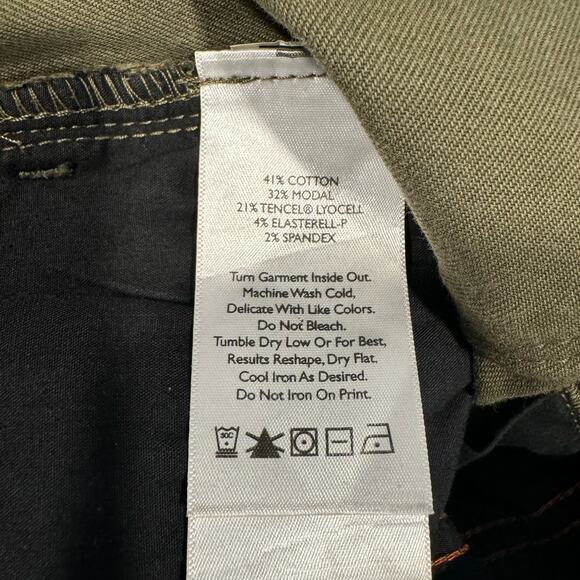 41% COTTON
32% MODAL
21% TENCEL® LYOCELL
4% ELASTERELL-P
2% SPANDEX
Turn Garment Inside Out.
Machine Wash Cold,
Delicate With Like Colors.
Do Not Bleach.
Tumble Dry Low Or For Best,
Results Reshape, Dry Flat.
Cool Iron As Desired.
Do Not Iron On Print.
30C